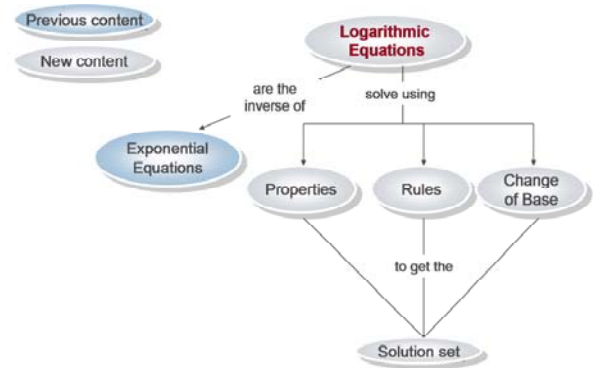 Previous content
New content
Logarithmic
Equations
are the
inverse of
solve using
Exponential
Equations
Properties
Rules
Change
of Base
to get the
Solution set